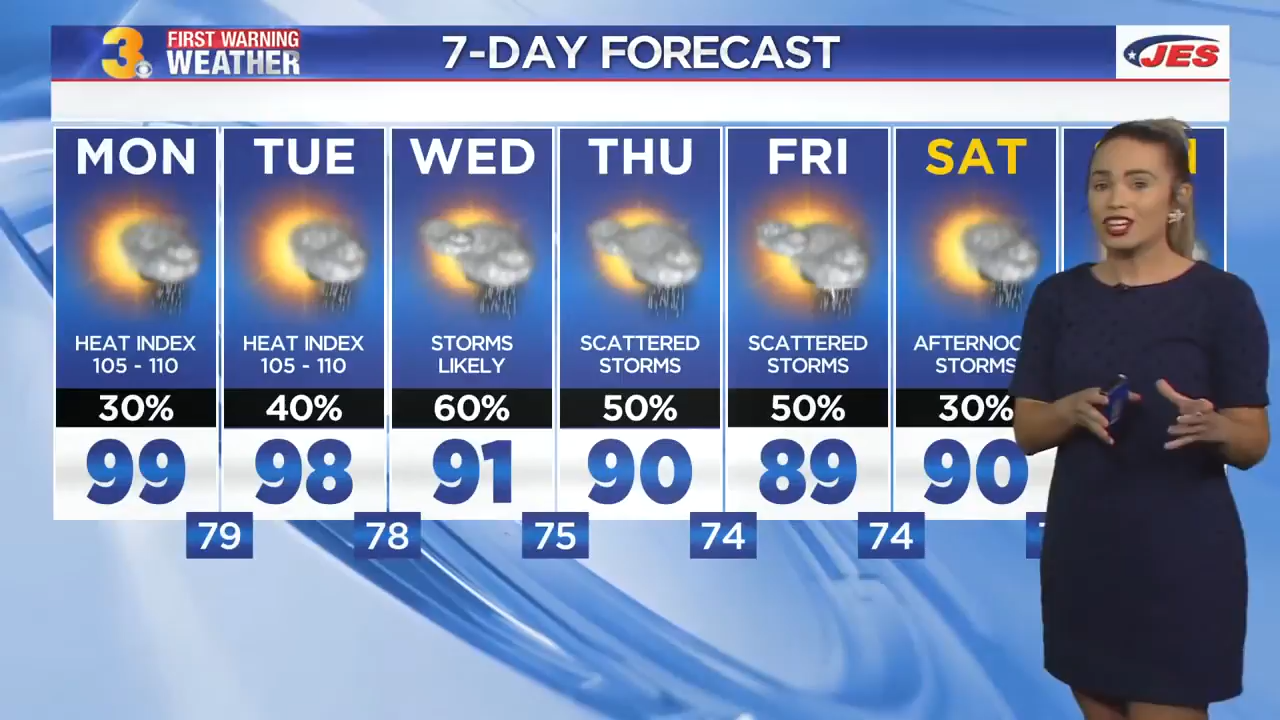 3 FIRST WARNING
WEATHER
7-DAY FORECAST
JES
MON
HEAT INDEX
105 - 110
30%
99
79
TUE
HEAT INDEX
105 - 110
40%
98
78
WED
STORMS
LIKELY
60%
91
75
THU
SCATTERED
STORMS
50%
90
74
FRI
SCATTERED
STORMS
50%
89
74
SAT
STORMS
30%
90